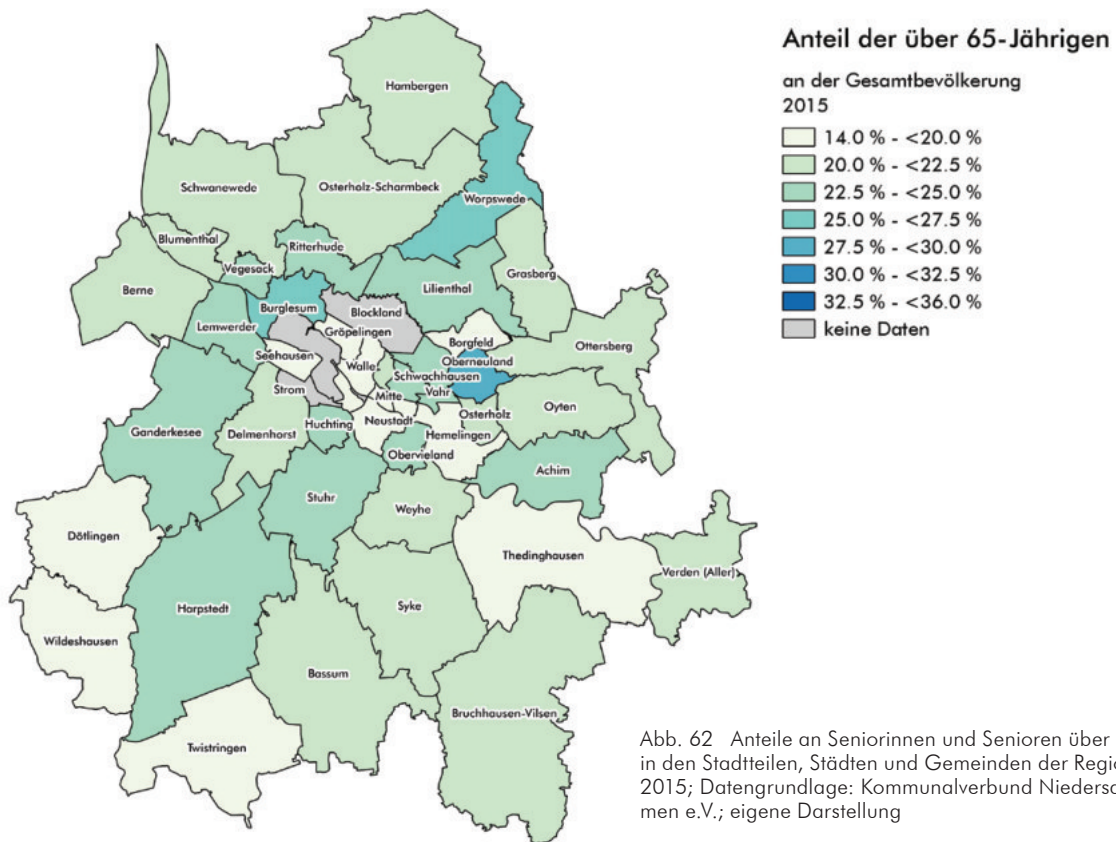 Anteil der über 65-Jährigen
an der Gesamtbevölkerung
2015
14.0 % - <20.0 %
20.0 % - <22.5 %
22.5 % - <25.0 %
25.0 % - <27.5 %
27.5 % - <30.0 %
30.0 % - <32.5 %
32.5 % - <36.0 %
keine Daten
Hambergen
Schwanewede
Osterholz-Scharmbeck
Worpswede
Blumenthal
Ritterhude
Vegesack
Grasberg
Berne
Lilienthal
Burglesum
Blockland
Lemwerder
Gröpelingen
Borgfeld
Ottersberg
Seehausen
Oberneuland
Walle
Schwachhausen
Strom
Vahr
Mitte
Oyten
Osterholz
Huchting
Neustadt
Ganderkesee
Delmenhorst
Hemelingen
Obervieland
Achim
Stuhr
Weyhe
Dötlingen
Thedinghausen
Verden (Aller)
Harpstedt
Syke
Wildeshausen
Bassum
Bruchhausen-Vilsen
Twistringen
Abb. 62 Anteile an Seniorinnen und Senioren über
in den Stadtteilen, Städten und Gemeinden der
2015; Datengrundlage: Kommunalverbund
men e.V.; eigene Darstellung